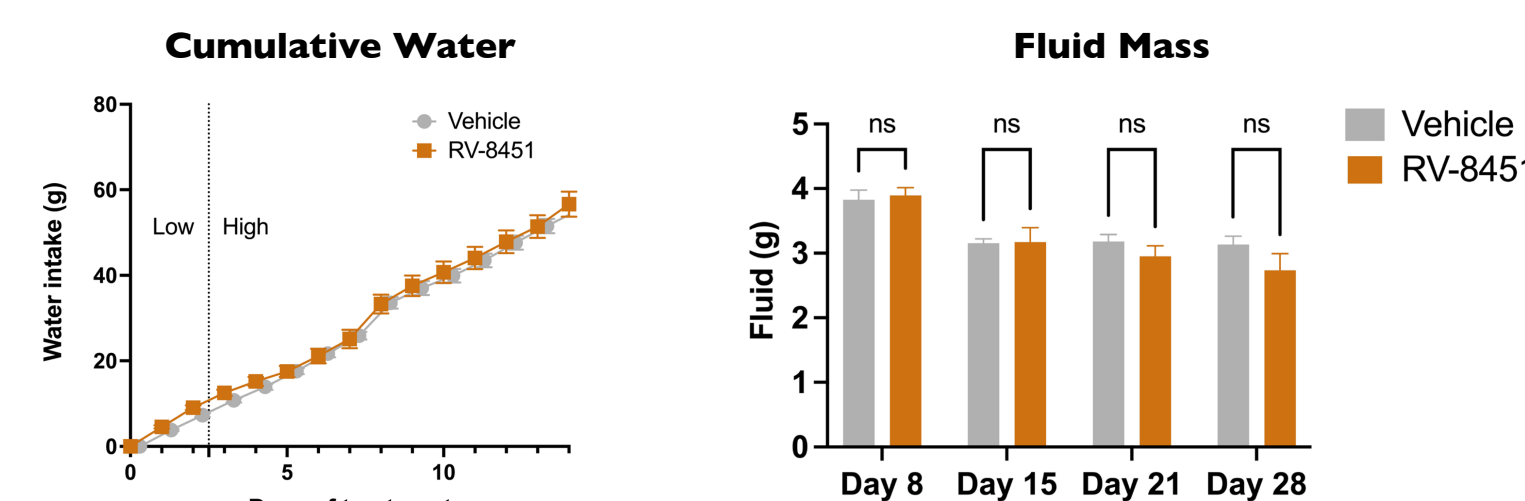 Cumulative Water
80
60
40
20
0
Water intake (g)
Low
High
Vehicle
RV-8451
0
5
10
Fluid Mass
5
4
3
2
1
0
Fluid (g)
ns
ns
ns
ns
Vehicle
RV-8451
Day 8
Day 15
Day 21
Day 28